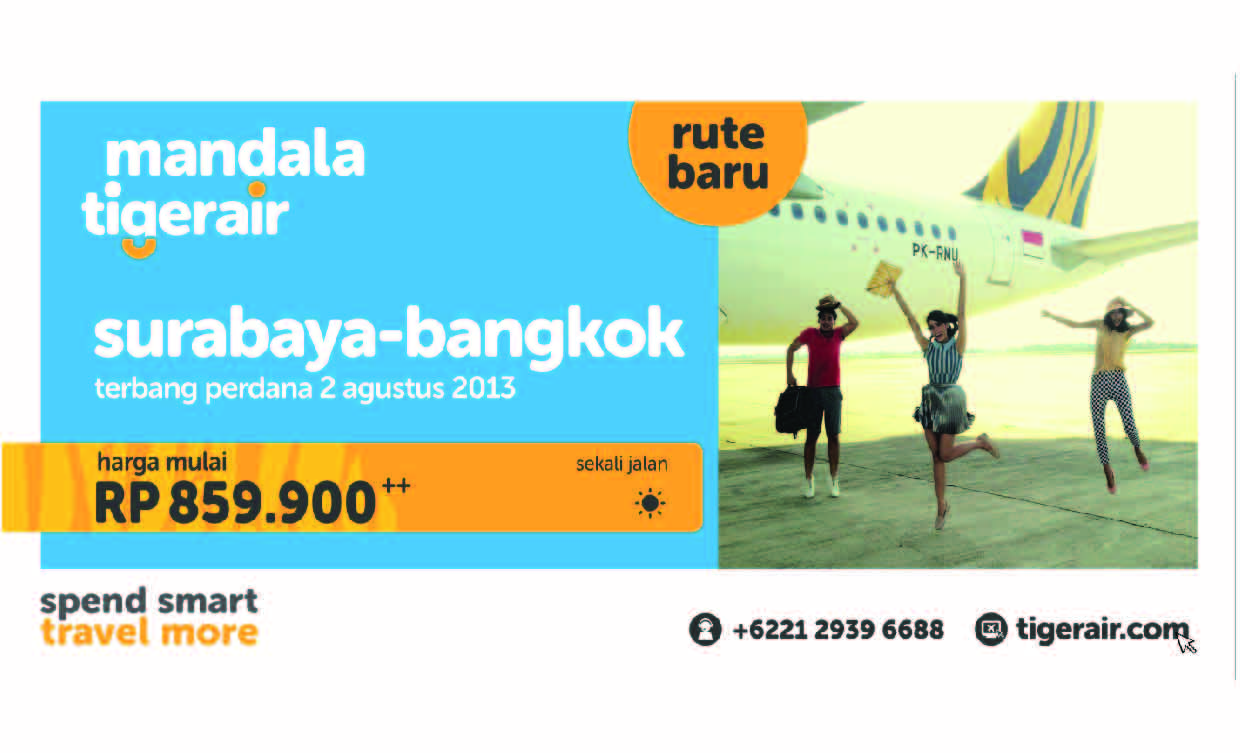 mandala
tigerair
rute
baru
surabaya-bangkok
terbang perdana 2 agustus 2013
harga mulai
RP 859.900++
sekali jalan
PK-RNU
spend smart
travel more
+6221 2939 6688
tigerair.com